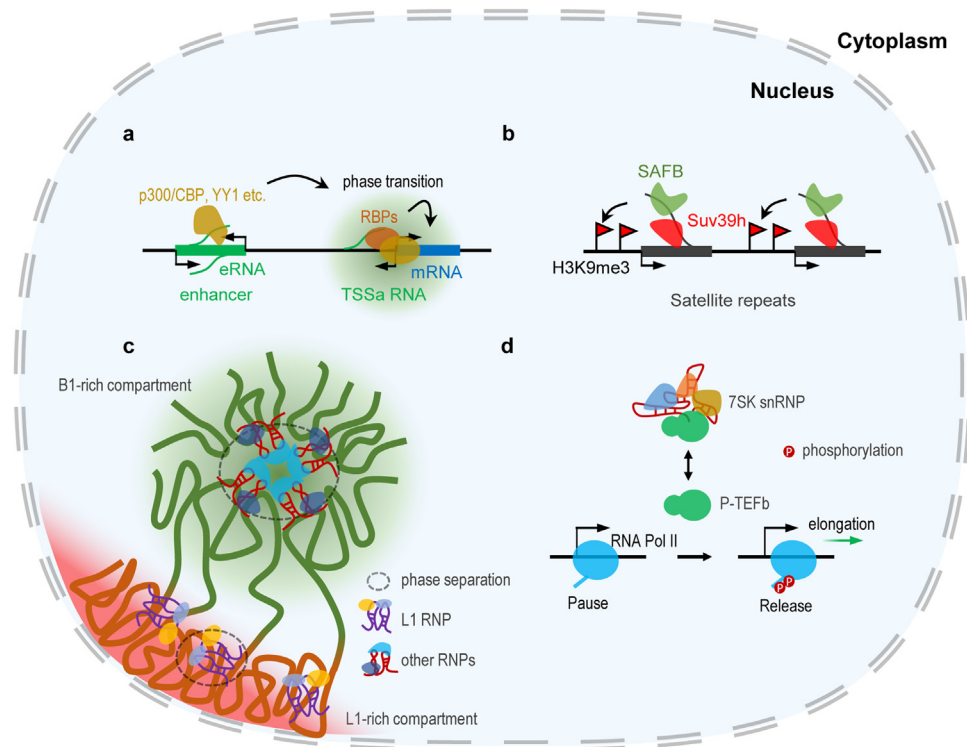 Cytoplasm
Nucleus
a
p300/CBP, YY1 etc.
phase transition
RBPs
eRNA
mRNA
enhancer
TSSa RNA
b
SAFB
Suv39h
H3K9me3
Satellite repeats
c
B1-rich compartment
phase separation
L1 RNP
other RNPs
L1-rich compartment
d
7SK snRNP
P phosphorylation
P-TEFb
elongation
RNA Pol II
P P
Pause
Release